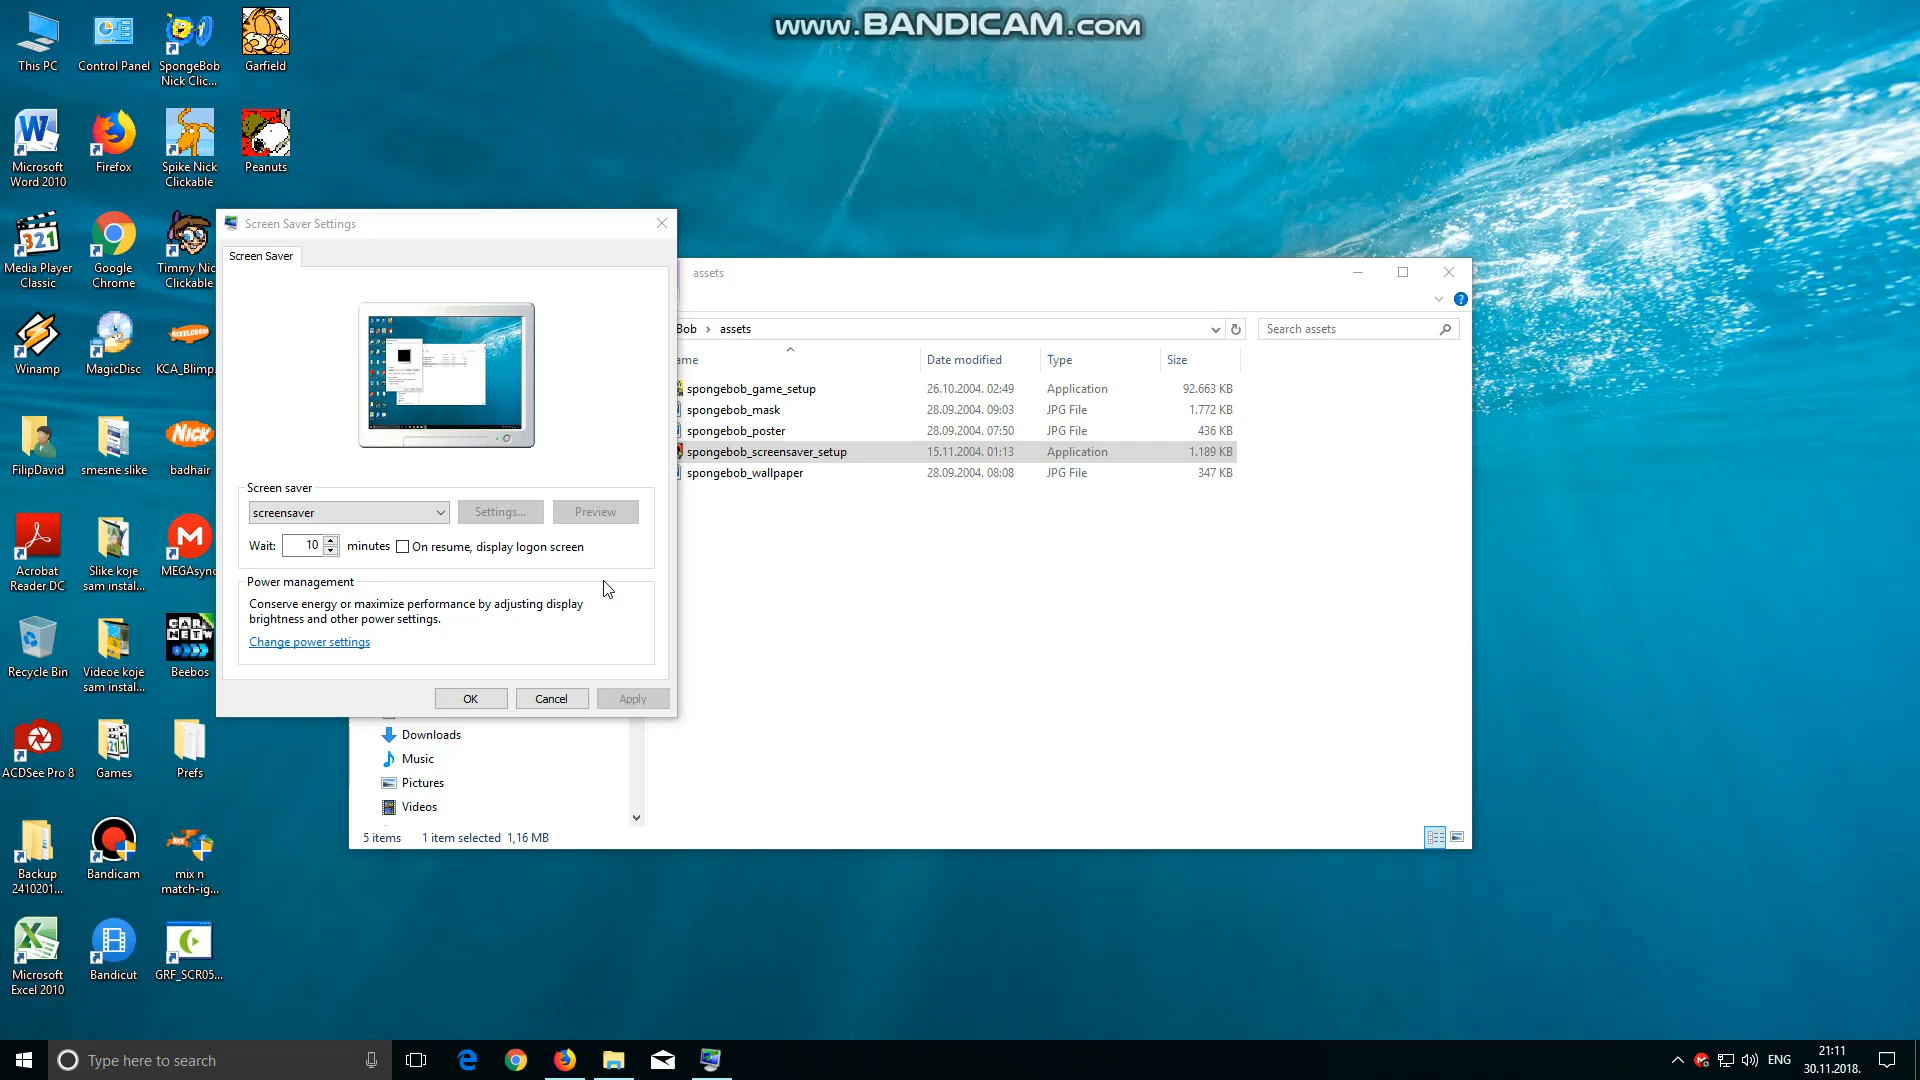 www.BANDICAM.com
This PC
Control Panel
SpongeBob
Nick Clic...
Garfield
Microsoft
Word 2010
Firefox
Spike Nick
Clickable
Peanuts
Media Player
Classic
Google
Chrome
Timmy Nic
Clickable
Winamp
MagicDisc
KCA_Blimp
FilipDavid
smesne slike
badhair
Acrobat
Reader DC
Slike koje
sam instal...
MEGAsync
Recycle Bin
Videoe koje
sam instal...
Beebos
ACDSee Pro 8
Games
Prefs
Backup
2410201...
Bandicam
mix n
match-ig...
Microsoft
Excel 2010
Bandicut
GRF_SCR05...
Screen Saver Settings
Screen Saver
Screen saver
screensaver
Settings...
Preview
Wait:
10
minutes
On resume, display logon screen
Power management
Conserve energy or maximize performance by adjusting display
brightness and other power settings.
Change power settings
OK
Cancel
Apply
assets
Bob > assets
Search assets
ame
Date modified
Type
Size
spongebob_game_setup 26.10.2004. 02:49 Application 92.663 KB
spongebob_mask 28.09.2004. 09:03 JPG File 1.772 KB
spongebob_poster 28.09.2004. 07:50 JPG File 436 KB
spongebob_screensaver_setup 15.11.2004. 01:13 Application 1.189 KB
spongebob_wallpaper 28.09.2004. 08:08 JPG File 347 KB
Downloads
Music
Pictures
Videos
5 items
1 item selected 1,16 MB
Type here to search
ENG
21:11
30.11.2018.